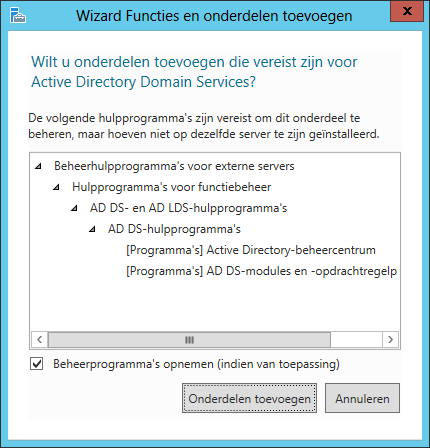 Wizard Functies en onderdelen toevoegen
Wilt u onderdelen toevoegen die vereist zijn voor
Active Directory Domain Services?
De volgende hulpprogramma's zijn vereist om dit onderdeel te
beheren, maar hoeven niet op dezelfde server te zijn geïnstalleerd.
Beheerhulpprogramma's voor externe servers
Hulpprogramma's voor functiebeheer
AD DS- en AD LDS-hulpprogramma's
AD DS-hulpprogramma's
[Programma's] Active Directory-beheercentrum
[Programma's] AD DS-modules en -opdrachtregelp
Beheerprogramma's opnemen (indien van toepassing)
Onderdelen toevoegen
Annuleren